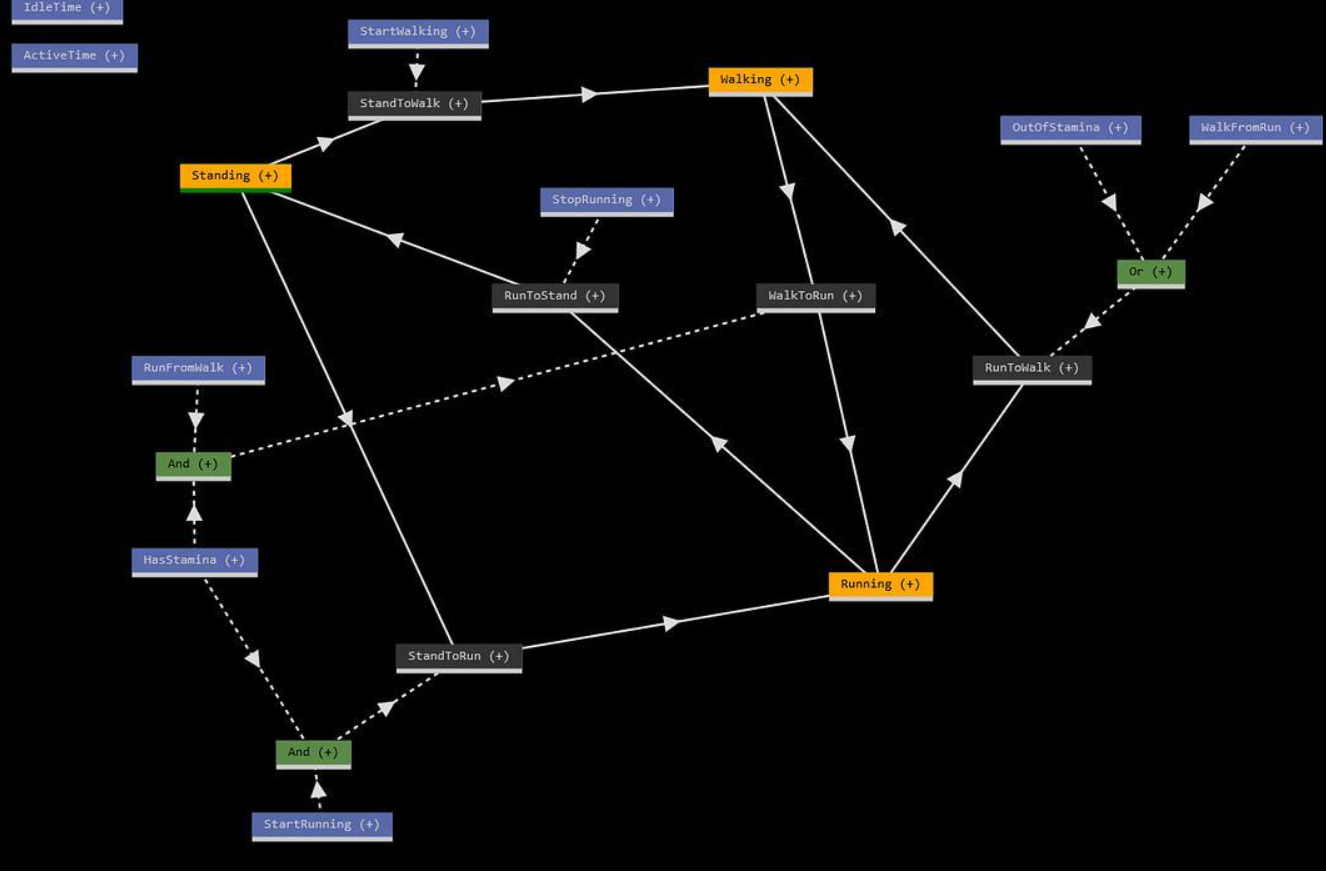 IdleTime (+)
StartWalking (+)
ActiveTime (+)
Walking (+)
StandToWalk (+)
OutOfStamina (+)
WalkFromRun (+)
Standing (+)
StopRunning (+)
Or (+)
RunToStand (+)
WalkToRun (+)
RunFromWalk (+)
RunToWalk (+)
And (+)
HasStamina (+)
Running (+)
StandToRun (+)
And (+)
StartRunning (+)